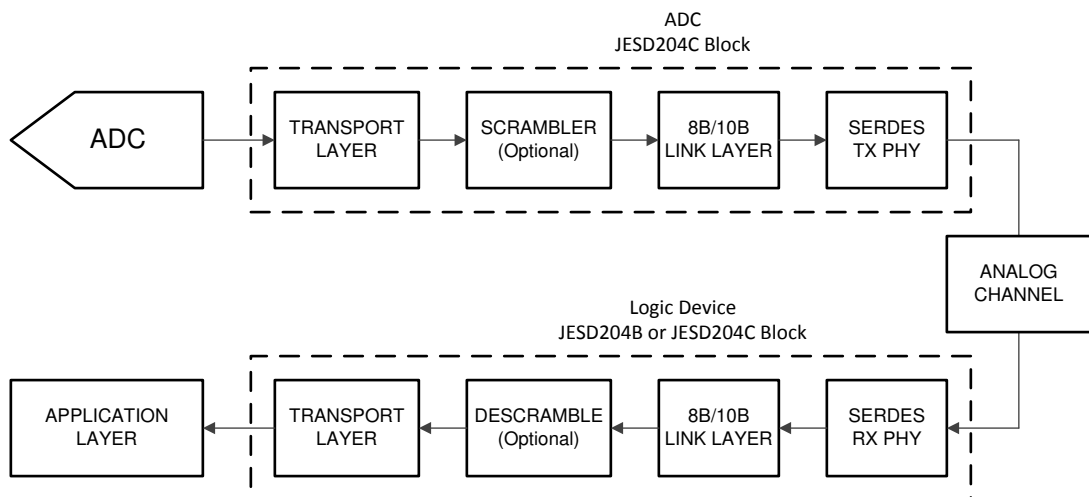 ADC
JESD204C Block
ADC
TRANSPORT
LAYER
SCRAMBLER
(Optional)
8B/10B
LINK LAYER
SERDES
TX PHY
ANALOG
CHANNEL
Logic Device
JESD204B or JESD204C Block
APPLICATION
LAYER
TRANSPORT
LAYER
DESCRAMBLE
(Optional)
8B/10B
LINK LAYER
SERDES
RX PHY